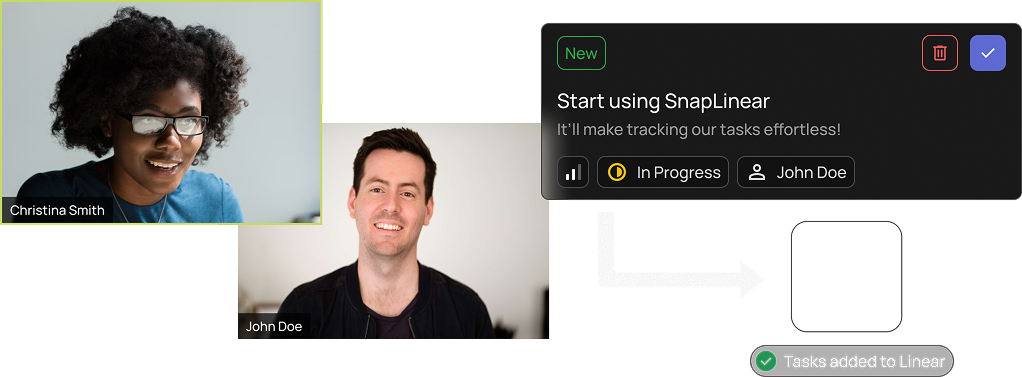 Christina Smith
John Doe
New
Start using SnapLinear
It'll make tracking our tasks effortless!
In Progress
John Doe
Tasks added to Linear